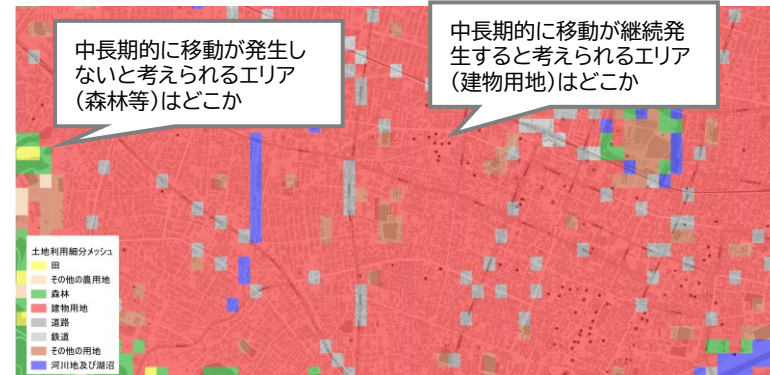 中長期的に移動が発生し
ないと考えられるエリア
（森林等）はどこか
中長期的に移動が継続発
生すると考えられるエリア
（建物用地）はどこか
土地利用細分メッシュ
田
その他の農用地
森林
建物用地
道路
鉄道
その他の用地
河川地及び湖沼